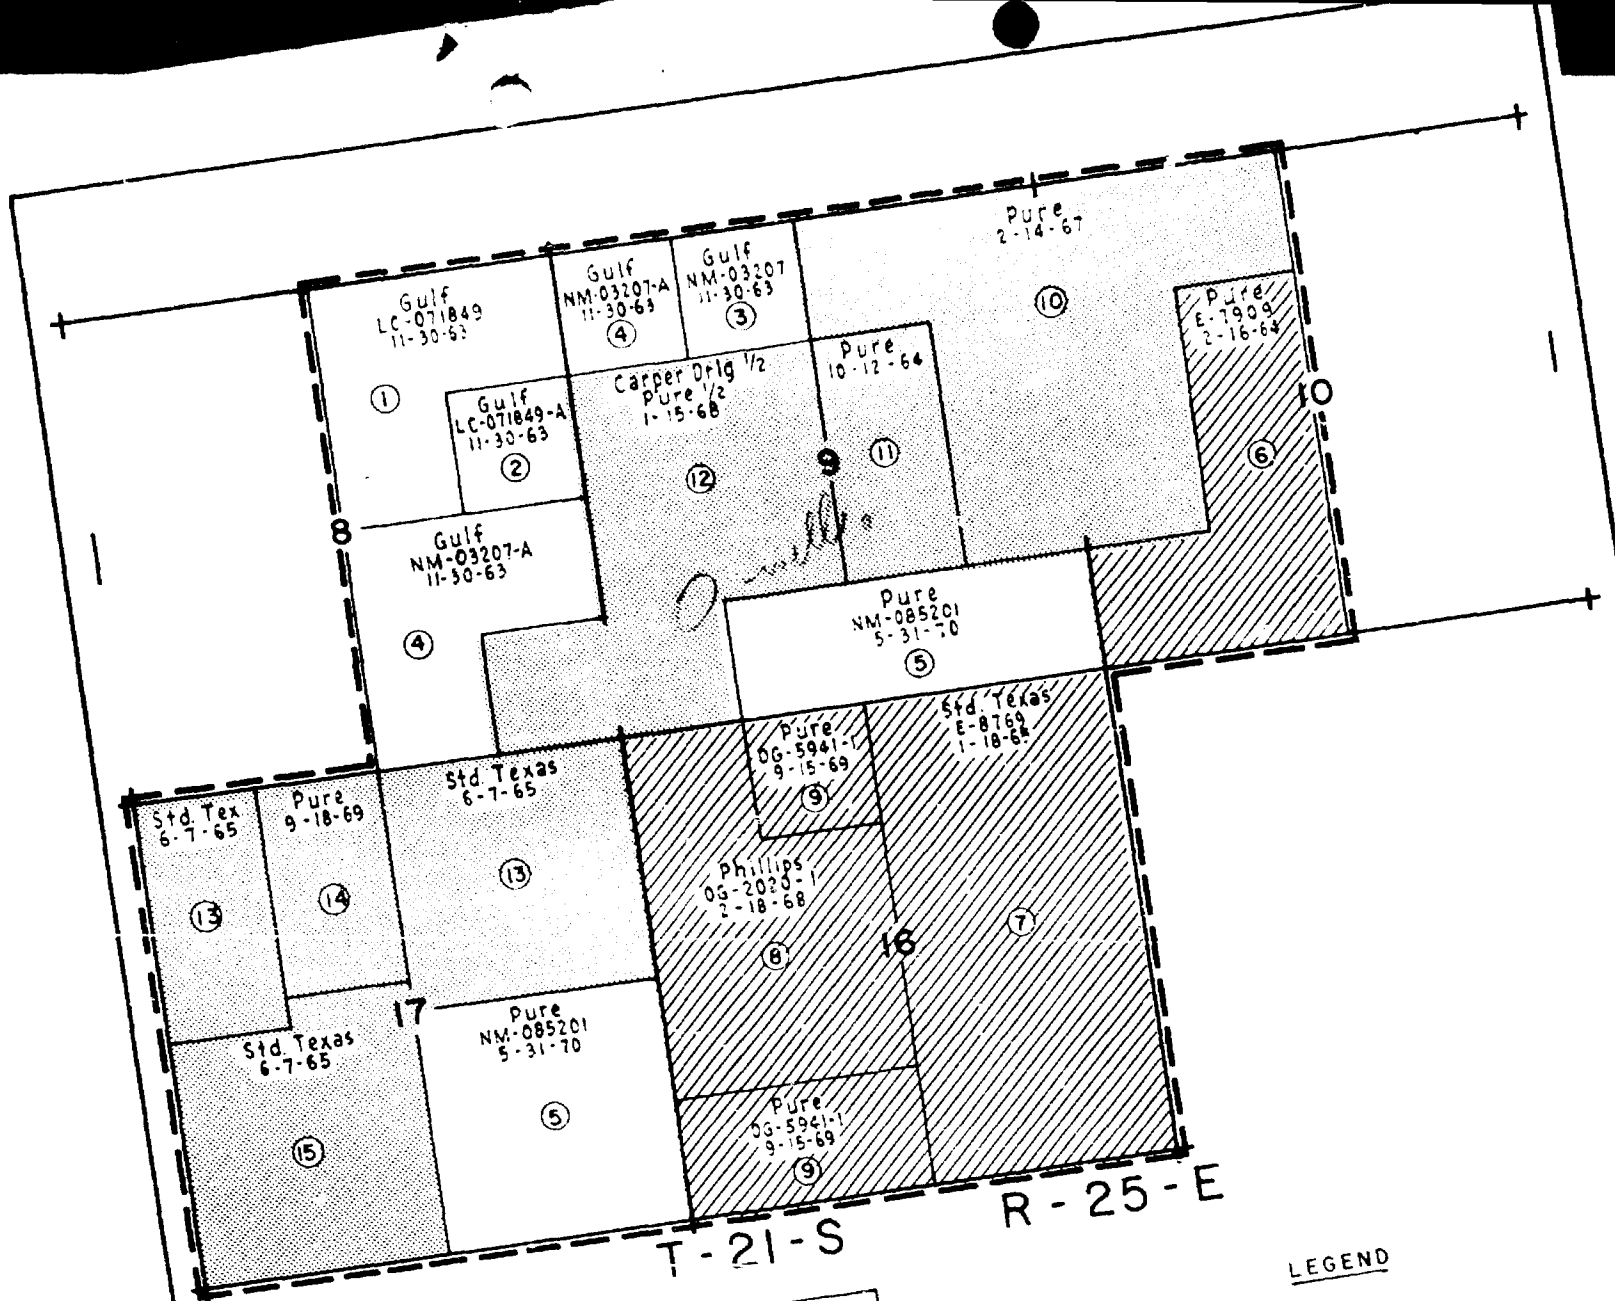 Pure
2-14-67
10
Gulf
NM-03207
11-30-63
3
Gulf
NM-03207-A
11-30-63
4
Gulf
LC-071849
11-30-63
1
Pure
E-7909
2-16-64
6
10
Pure
10-12-64
11
Carper Drlg 1/2
Pure 1/2
1-15-68
12
9
Gulf
LC-071849-A
11-30-63
2
8
Gulf
NM-03207-A
11-30-63
4
Pure
NM-085201
5-31-70
5
Std. Texas
E-8769
7
Pure
OG-5941-1
9-15-69
9
Std. Texas
6-7-65
13
Pure
9-18-69
14
Std. Tex
6-7-65
13
Phillips
OG-2020-1
2-18-68
8
16
17
Pure
NM-085201
5-31-70
5
Std. Texas
6-7-65
15
Pure
OG-5941-1
9-15-69
9
T-21-S
R-25-E
LEGEND